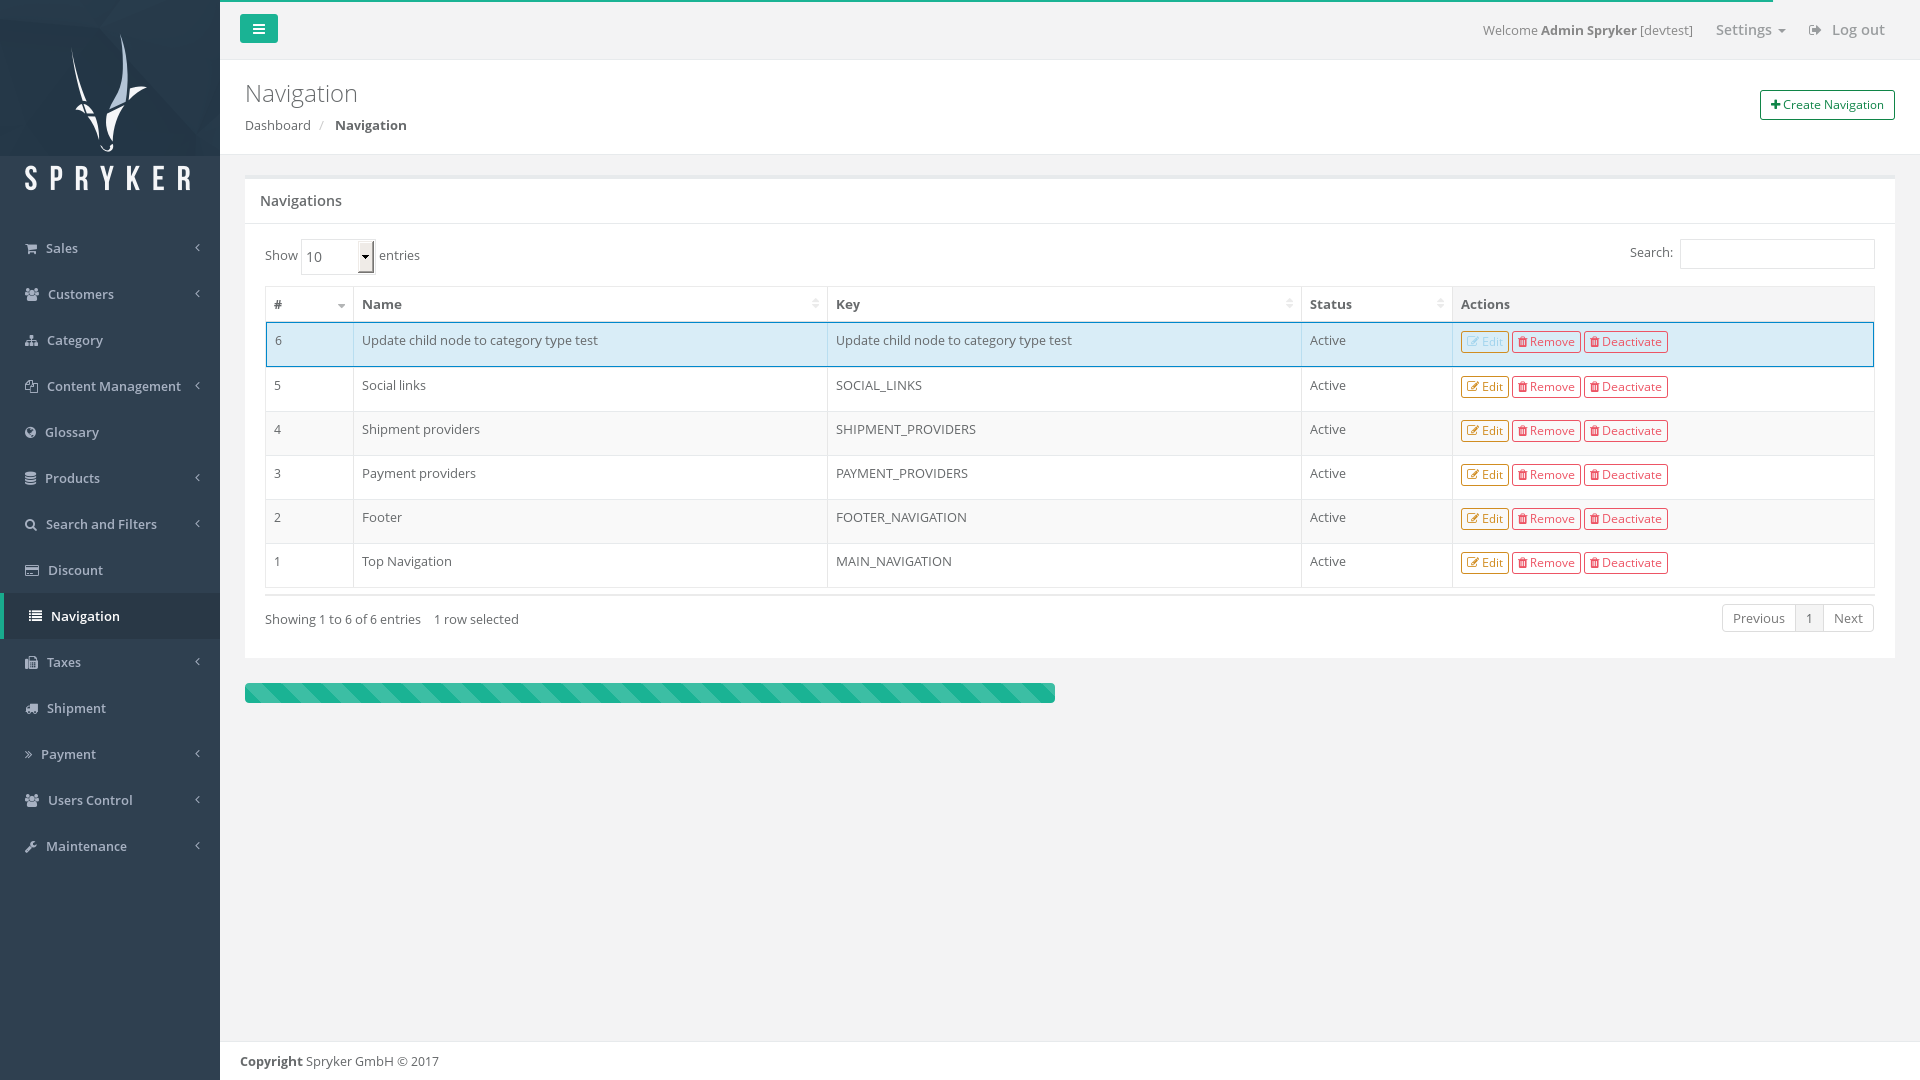 Welcome Admin Spryker [devtest] Settings Log out
SPRYKER
Sales
Customers
Category
Content Management
Glossary
Products
Search and Filters
Discount
Navigation
Taxes
Shipment
Payment
Users Control
Maintenance
Navigation
Dashboard / Navigation
Create Navigation
Navigations
Show 10 entries
Search:
# Name Key Status Actions
6 Update child node to category type test Update child node to category type test Active Edit Remove Deactivate
5 Social links SOCIAL_LINKS Active Edit Remove Deactivate
4 Shipment providers SHIPMENT_PROVIDERS Active Edit Remove Deactivate
3 Payment providers PAYMENT_PROVIDERS Active Edit Remove Deactivate
2 Footer FOOTER_NAVIGATION Active Edit Remove Deactivate
1 Top Navigation MAIN_NAVIGATION Active Edit Remove Deactivate
Showing 1 to 6 of 6 entries 1 row selected
Previous 1 Next
Copyright Spryker GmbH © 2017